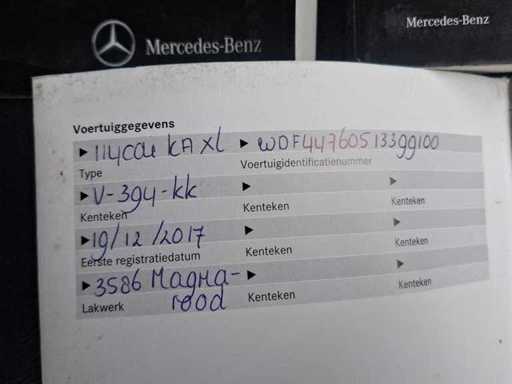 Mercedes-Benz
Mercedes-Benz
Voertuiggegevens
114CDI KA XL
WDF44760513399100
Type
Voertuigidentificatienummer
V-394-KK
Kenteken
Kenteken
Kenteken
19/12/2017
Eerste registratiedatum
Kenteken
Kenteken
3586 Magma-
rood
Lakwerk
Kenteken
Kenteken